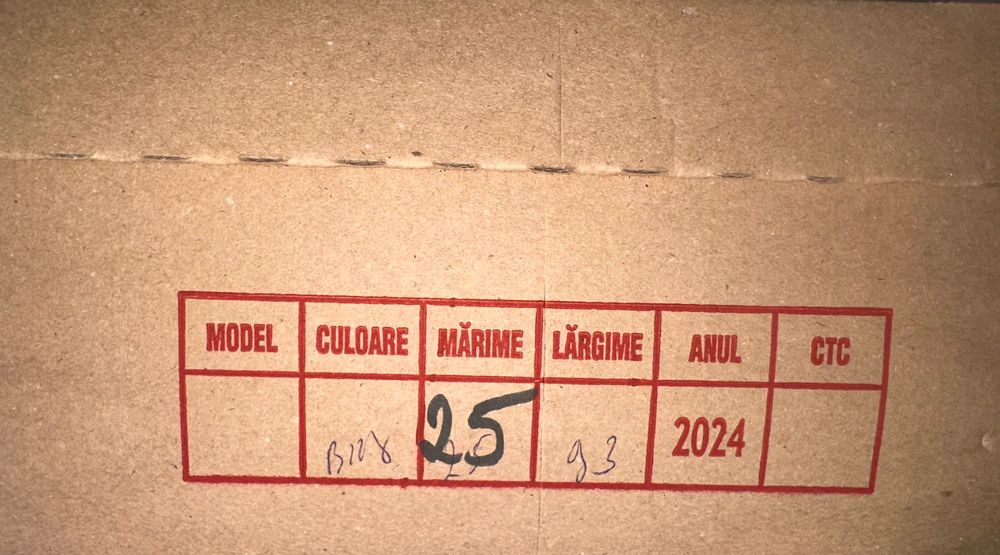 MODEL CULOARE MĂRIME LĂRGIME ANUL CTC
25 93 2024